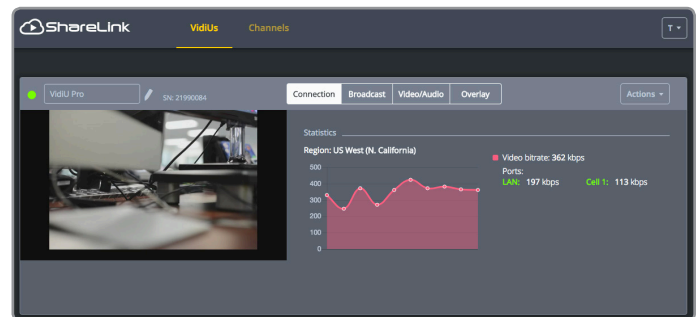 ShareLink
VidiUs
Channels
T
VidiU Pro
SN: 21990084
Connection
Broadcast
Video/Audio
Overlay
Actions
Statistics
Region: US West (N. California)
500
400
300
200
100
0
Video bitrate: 362 kbps
Ports:
LAN: 197 kbps Cell 1: 113 kbps